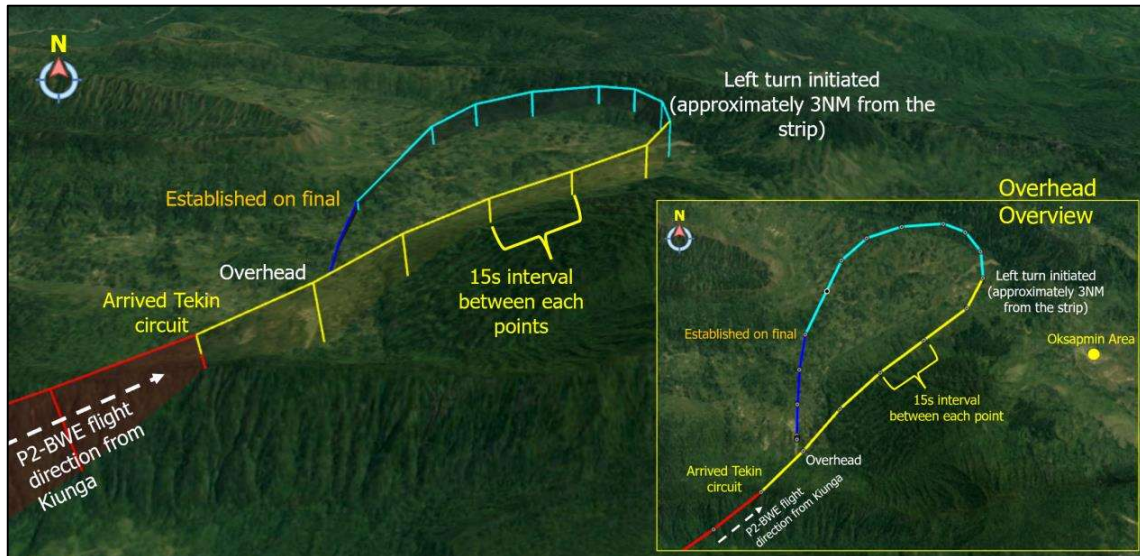 N
Left turn initiated
(approximately 3NM from the
strip)
Established on final
Overhead
Arrived Tekin
circuit
15s interval
between each
points
P2-BWE flight
direction from
Kiunga
Overhead
Overview
N
Left turn initiated
(approximately 3NM
from the strip)
Oksapmin Area
Established on final
15s interval
between each point
Overhead
Arrived Tekin
circuit
P2-BWE flight
direction from Kiunga